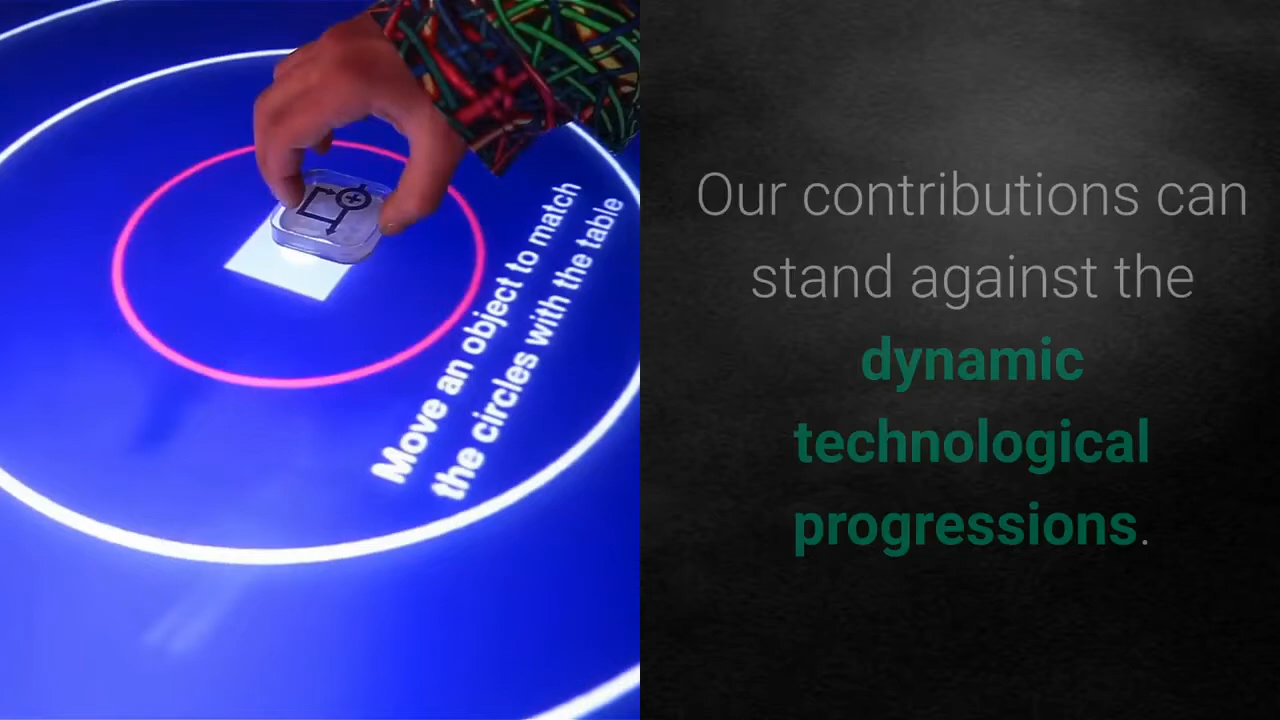 Move an object to match
the circles with the table
Our contributions can
stand against the
dynamic
technological
progressions.